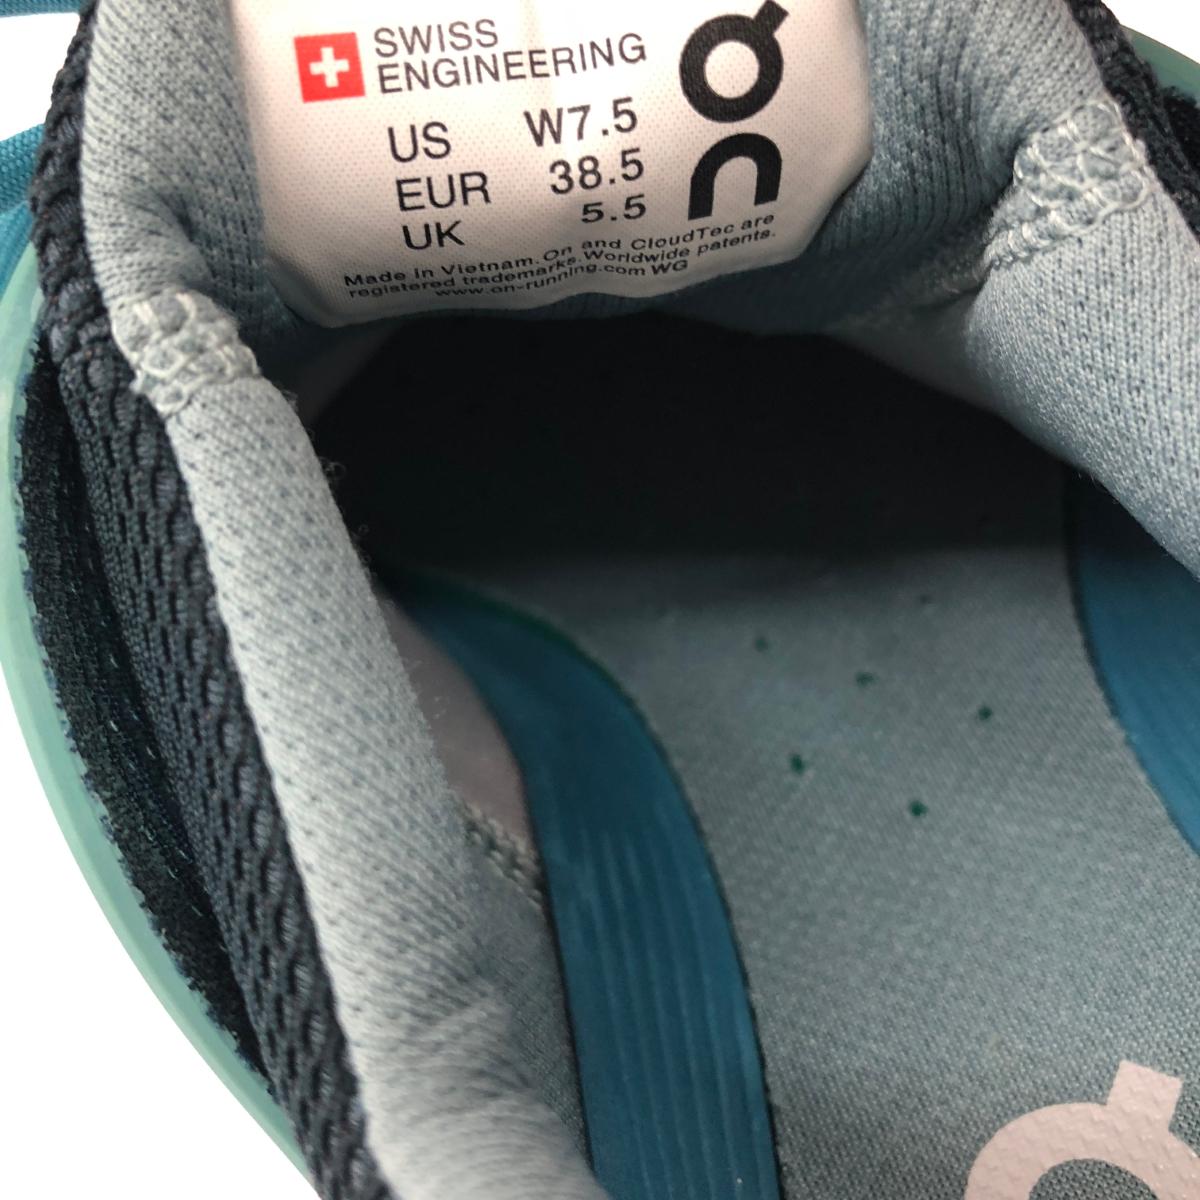 SWISS
ENGINEERING
On
US W7.5
EUR 38.5
UK 5.5
Made in Vietnam. On and CloudTec are
registered trademarks. Worldwide patents.
www.on-running.com WG